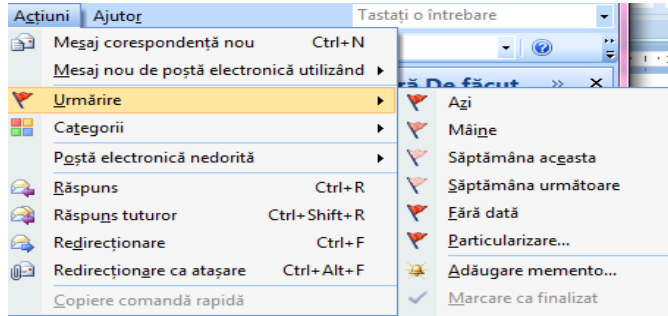 Acțiuni Ajutor Tastați o întrebare
Mesaj corespondență nou Ctrl+N
Mesaj nou de poștă electronică utilizând
De făcut
Urmărire
Categorii
Poștă electronică nedorită
Răspuns Ctrl+R
Răspuns tuturor Ctrl+Shift+R
Redirecționare Ctrl+F
Redirecționare ca atașare Ctrl+Alt+F
Copiere comandă rapidă
Azi
Mâine
Săptămâna aceasta
Săptămâna următoare
Fără dată
Particularizare...
Adăugare memento...
Marcare ca finalizat